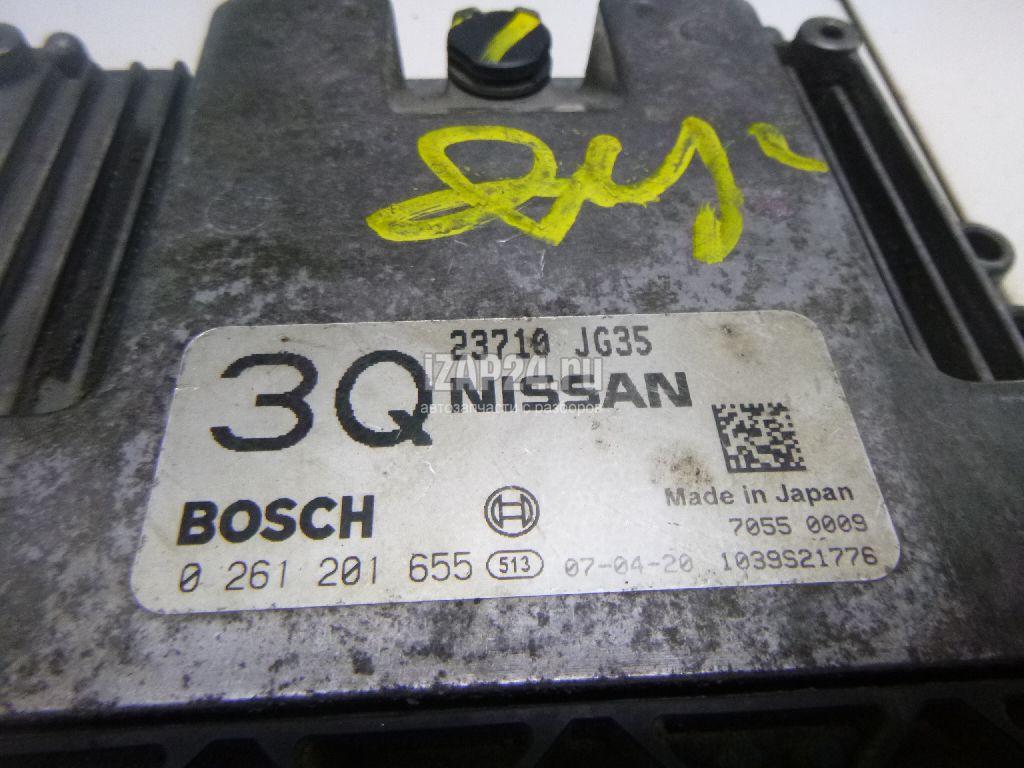 23710 JG35
3Q NISSAN
iZAP24.ru
автозапчасти с разборов
Made in Japan
BOSCH
7055 0009
0 261 201 655 513 07-04-20 1039S21776